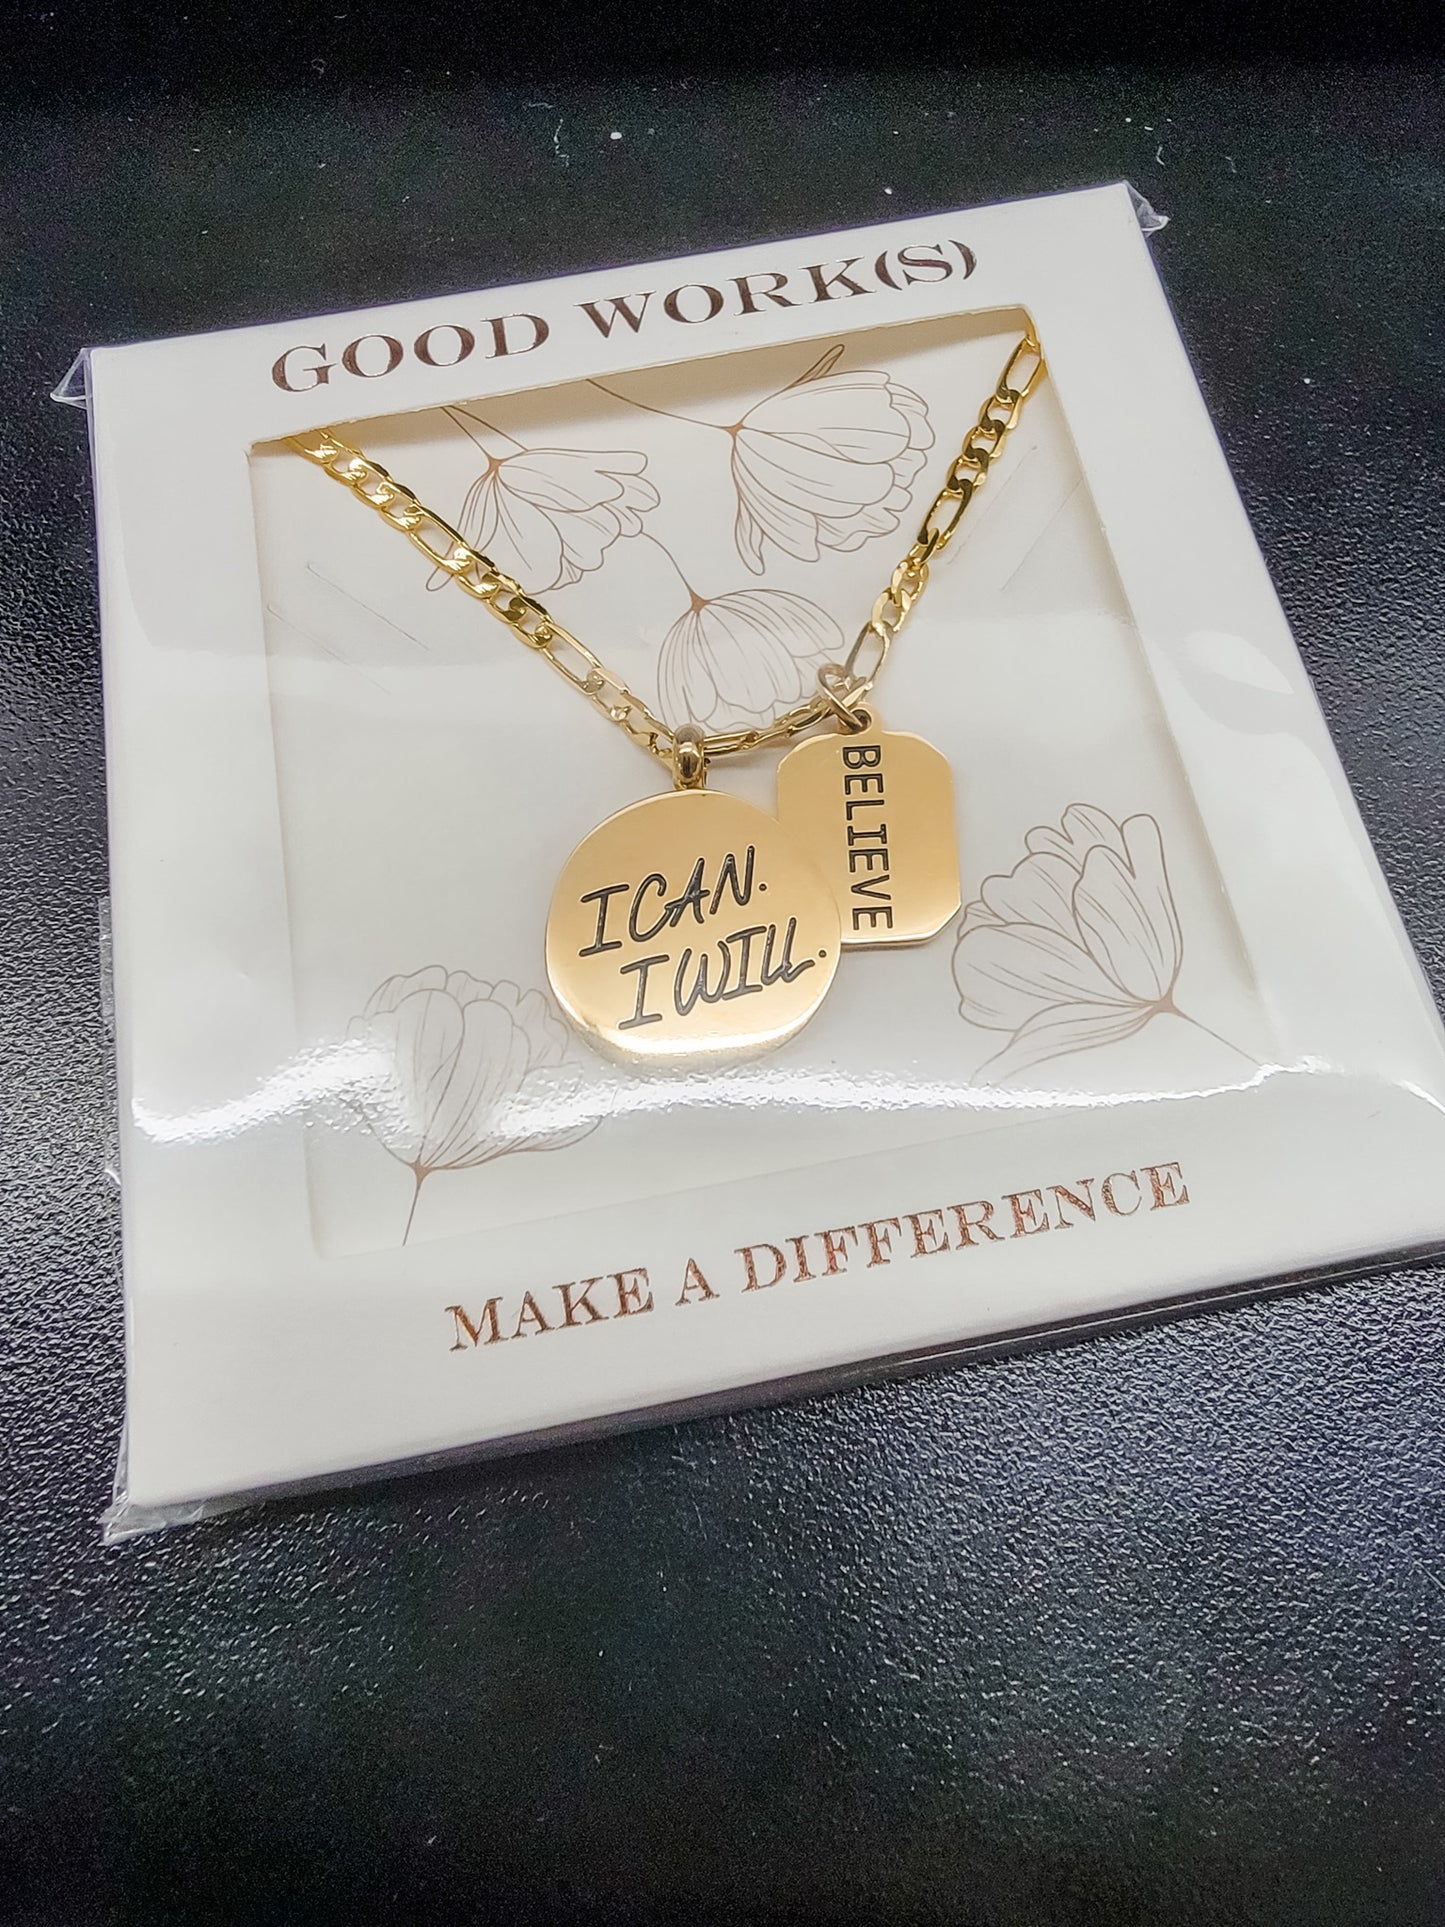 GOOD WORK(S)
I CAN.
I WILL.
BELIEVE
MAKE A DIFFERENCE